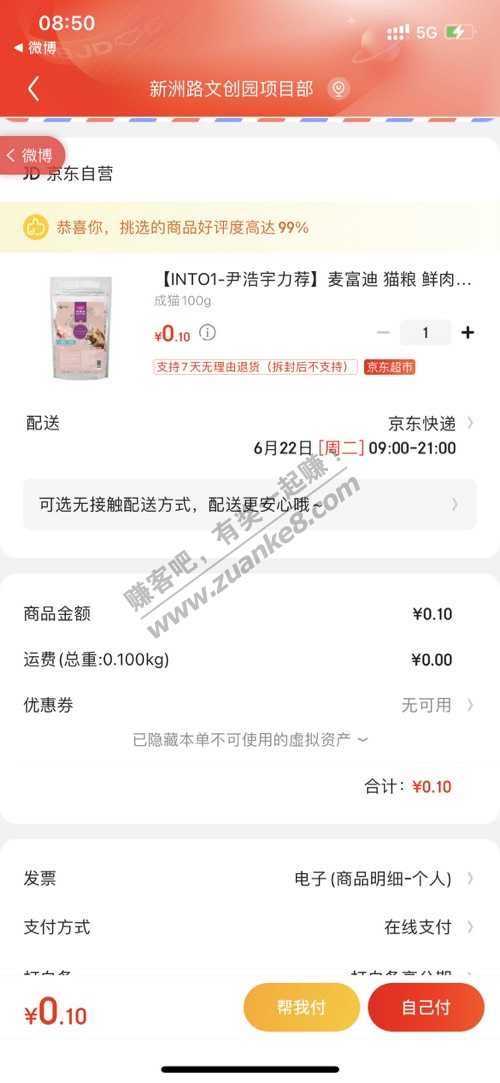 08:50
5G
◀ 微博
新洲路文创园项目部
微博
JD 京东自营
恭喜你，挑选的商品好评度高达 99%
【INTO1-尹浩宇力荐】麦富迪 猫粮 鲜肉...
成猫100g
¥0.10
1
支持7天无理由退货（拆封后不支持）
京东超市
配送
京东快递
6月22日[周二] 09:00-21:00
可选无接触配送方式，配送更安心哦~
赚客吧，有奖一起赚！
www.zuanke8.com
商品金额
¥0.10
运费(总重:0.100kg)
¥0.00
优惠券
无可用
已隐藏本单不可使用的虚拟资产
合计：¥0.10
发票
电子(商品明细-个人)
支付方式
在线支付
¥0.10
帮我付
自己付